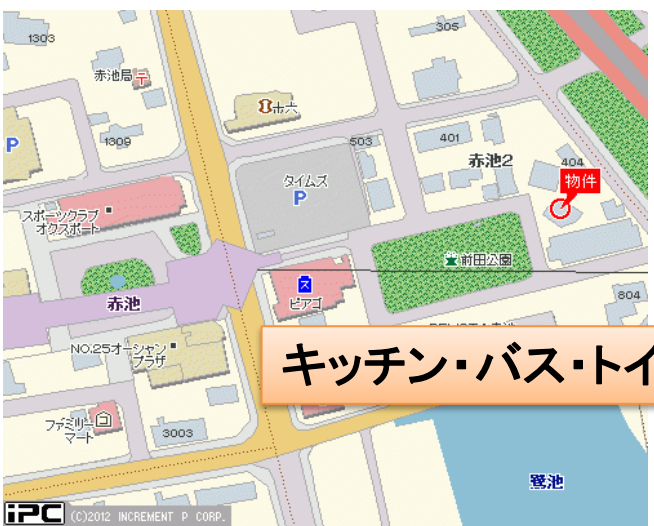 1303
305
赤池局
十六
P
1309
503
401
赤池2
404
物件
タイムズ
P
スポーツクラブ
オクスポート
前田公園
ピアゴ
赤池
804
NO.25オーシャン
プラザ
キッチン・バス・トイ
ファミリー
マート
3003
鷺池
iPC (C)2012 INCREMENT P CORP.